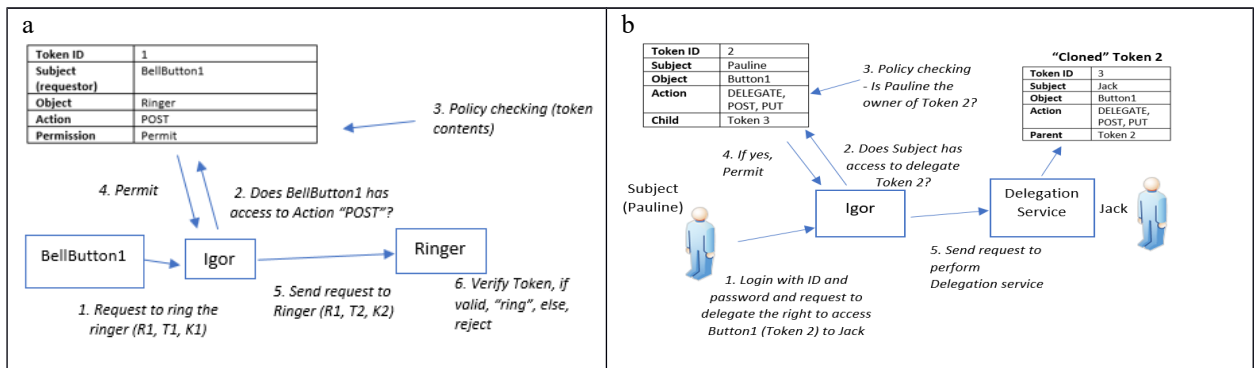 a
Token ID 1
Subject BellButton1
(requestor)
Object Ringer
Action POST
Permission Permit
3. Policy checking (token
contents)
4. Permit
2. Does BellButton1 has
access to Action “POST”?
BellButton1
Igor
Ringer
1. Request to ring the
ringer (R1, T1, K1)
5. Send request to
Ringer (R1, T2, K2)
6. Verify Token, if
valid, “ring”, else,
reject
b
Token ID 2
Subject Pauline
Object Button1
Action DELEGATE,
POST, PUT
Child Token 3
3. Policy checking
- Is Pauline the
owner of Token 2?
“Cloned” Token 2
Token ID 3
Subject Jack
Object Button1
Action DELEGATE,
POST, PUT
Parent Token 2
4. If yes,
Permit
2. Does Subject has
access to delegate
Token 2?
Subject
(Pauline)
Igor
Delegation
Service
Jack
1. Login with ID and
password and request to
delegate the right to access
Button1 (Token 2) to Jack
5. Send request to
perform
Delegation service